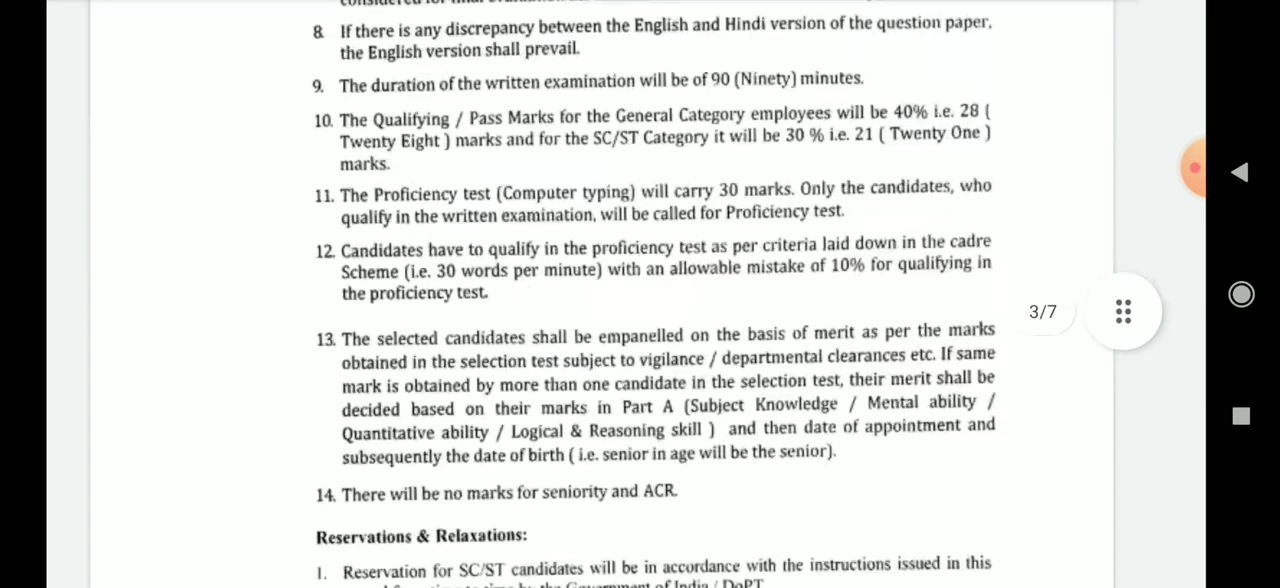 8. If there is any discrepancy between the English and Hindi version of the question paper,
the English version shall prevail.
9. The duration of the written examination will be of 90 (Ninety) minutes.
10. The Qualifying / Pass Marks for the General Category employees will be 40% i.e. 28 (
Twenty Eight ) marks and for the SC/ST Category it will be 30 % i.e. 21 ( Twenty One )
marks.
11. The Proficiency test (Computer typing) will carry 30 marks. Only the candidates, who
qualify in the written examination, will be called for Proficiency test.
12. Candidates have to qualify in the proficiency test as per criteria laid down in the cadre
Scheme (i.e. 30 words per minute) with an allowable mistake of 10% for qualifying in
the proficiency test.
3/7
13. The selected candidates shall be empanelled on the basis of merit as per the marks
obtained in the selection test subject to vigilance / departmental clearances etc. If same
mark is obtained by more than one candidate in the selection test, their merit shall be
decided based on their marks in Part A (Subject Knowledge / Mental ability /
Quantitative ability / Logical & Reasoning skill ) and then date of appointment and
subsequently the date of birth ( i.e. senior in age will be the senior).
14. There will be no marks for seniority and ACR.
Reservations & Relaxations:
1. Reservation for SC/ST candidates will be in accordance with the instructions issued in this
the Government of India / DoPT